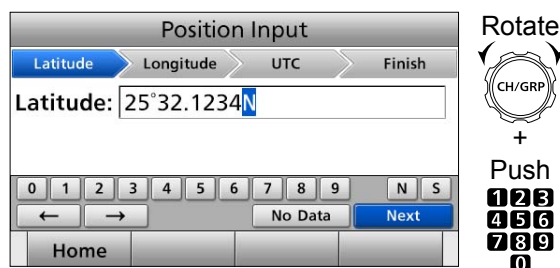 Position Input
Latitude Longitude UTC Finish
Latitude: 25°32.1234N
0 1 2 3 4 5 6 7 8 9 N S
← → No Data Next
Home
Rotate
CH/GRP
+
Push
1 2 3
4 5 6
7 8 9
0